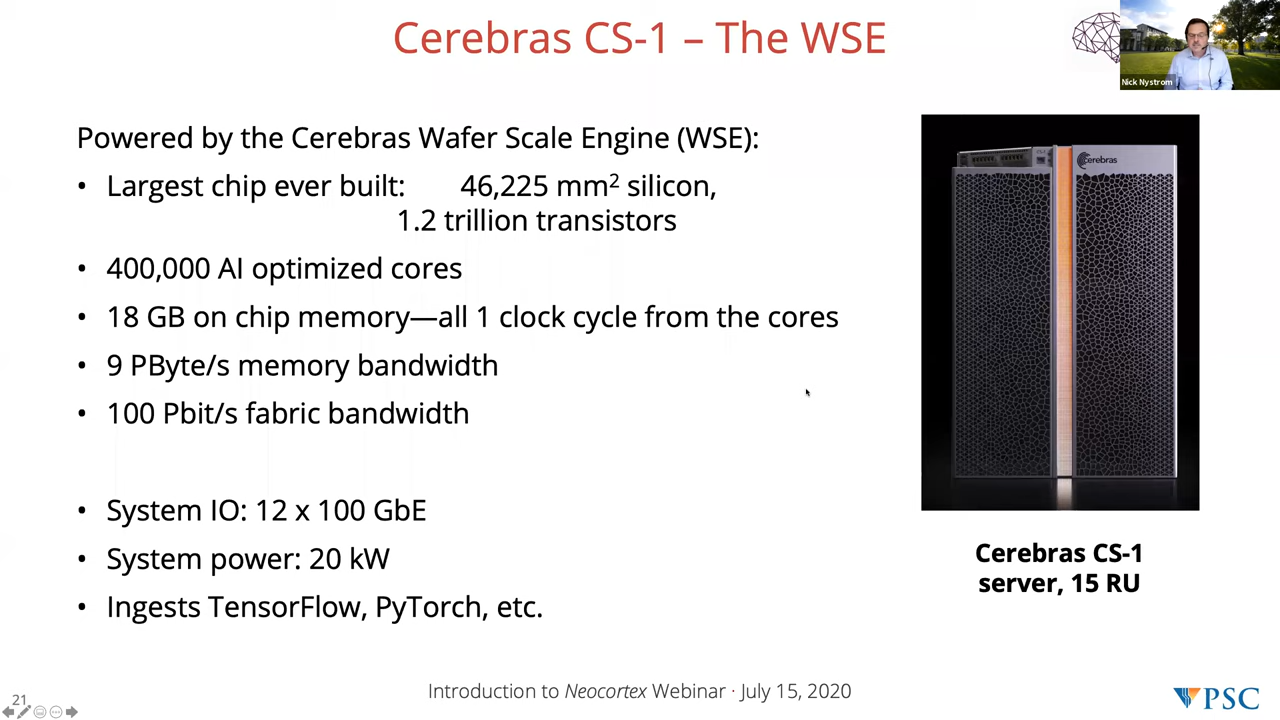 Cerebras CS-1 – The WSE
Nick Nystrom
Powered by the Cerebras Wafer Scale Engine (WSE):
• Largest chip ever built: 46,225 mm² silicon,
1.2 trillion transistors
• 400,000 AI optimized cores
• 18 GB on chip memory—all 1 clock cycle from the cores
• 9 PByte/s memory bandwidth
• 100 Pbit/s fabric bandwidth
• System IO: 12 x 100 GbE
• System power: 20 kW
• Ingests TensorFlow, PyTorch, etc.
cerebras
Cerebras CS-1
server, 15 RU
Introduction to Neocortex Webinar · July 15, 2020
21
PSC